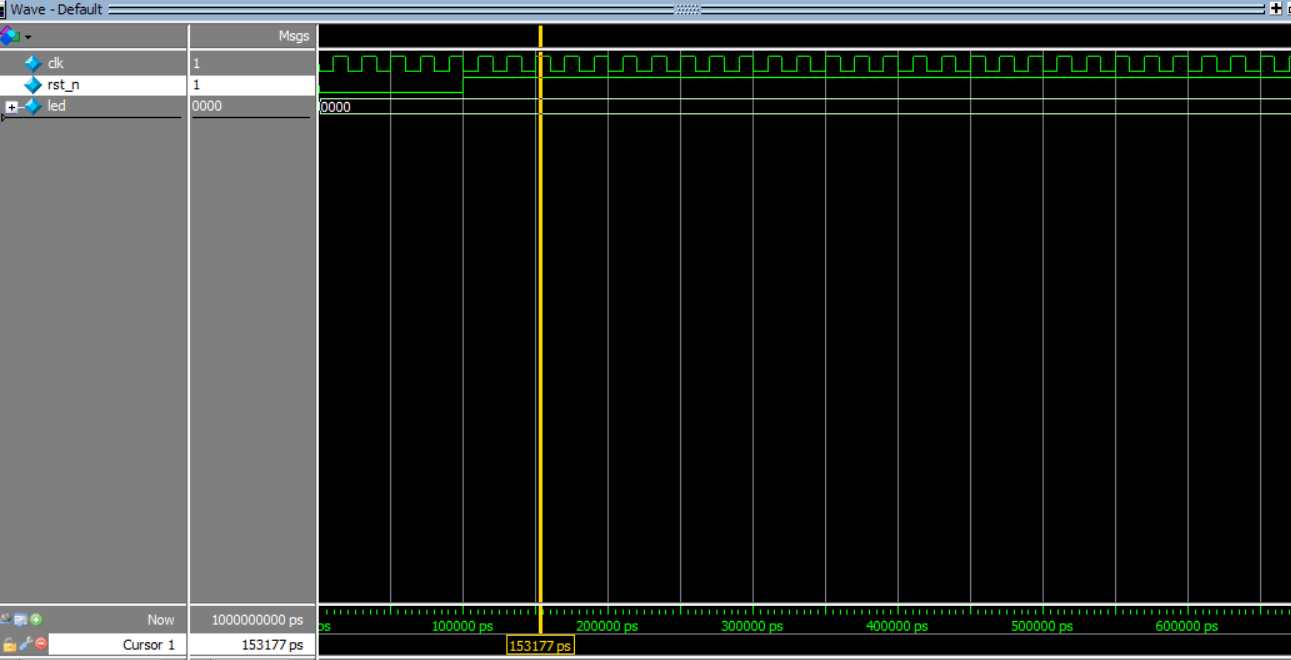 Wave - Default
Msgs
clk 1
rst_n 1
led 0000 0000
Now 1000000000 ps ps 100000 ps 200000 ps 300000 ps 400000 ps 500000 ps 600000 ps
Cursor 1 153177 ps 153177 ps